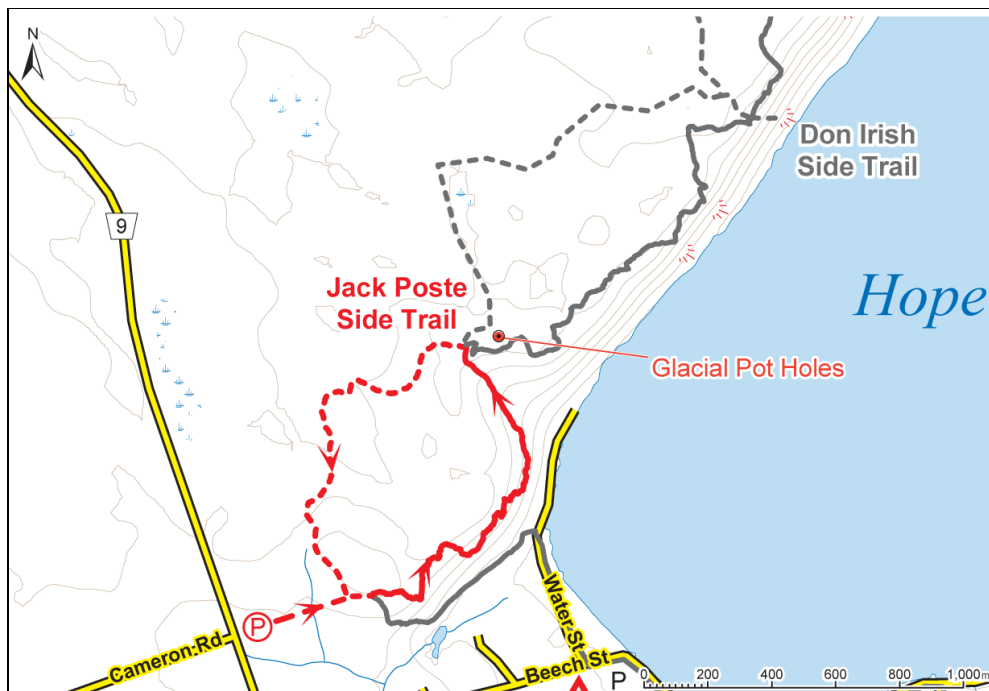 N
Don Irish
Side Trail
9
Jack Poste
Side Trail
Hope
Glacial Pot Holes
P
Cameron Rd
Water St
Beech St
P
0 200 400 600 800 1,000m